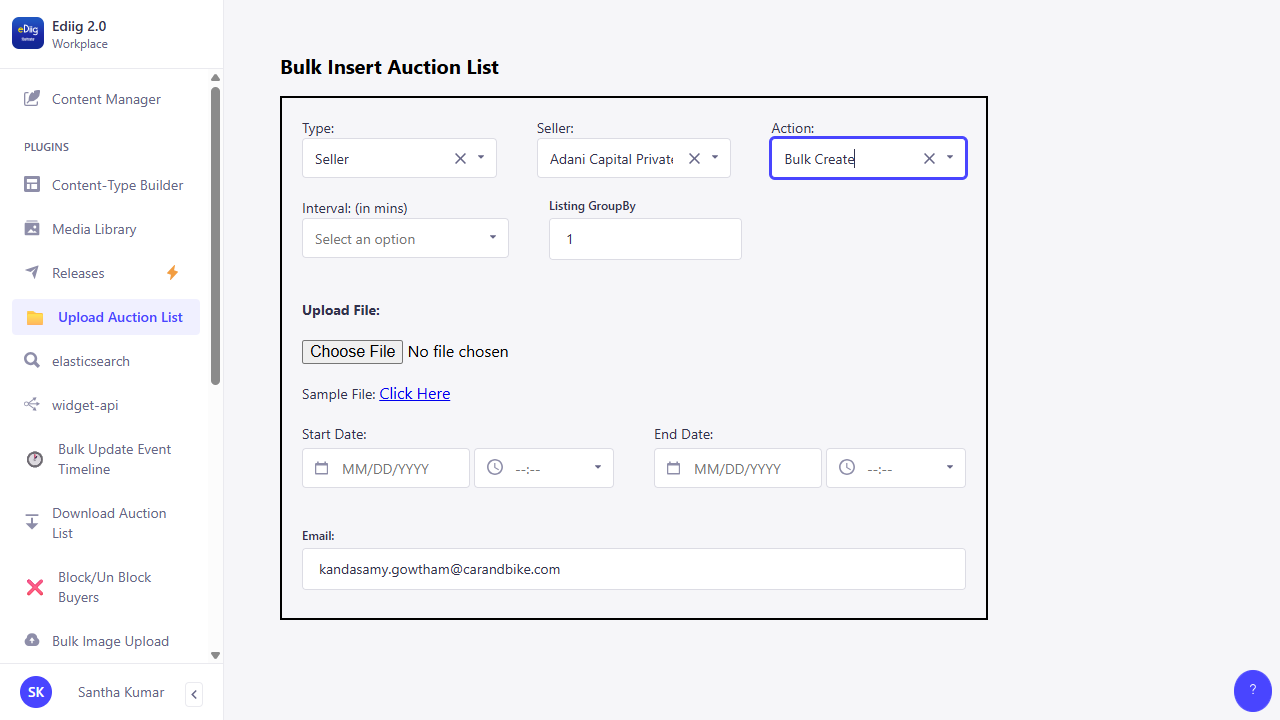 eDiig
Ediig 2.0
Workplace
Content Manager
PLUGINS
Content-Type Builder
Media Library
Releases
Upload Auction List
elasticsearch
widget-api
Bulk Update Event
Timeline
Download Auction
List
Block/Un Block
Buyers
Bulk Image Upload
SK
Santha Kumar
Bulk Insert Auction List
Type:
Seller:
Action:
Seller
Adani Capital Private
Bulk Create
Interval: (in mins)
Listing GroupBy
Select an option
1
Upload File:
Choose File No file chosen
Sample File: Click Here
Start Date:
End Date:
MM/DD/YYYY
--:--
MM/DD/YYYY
--:--
Email:
kandasamy.gowtham@carandbike.com
?